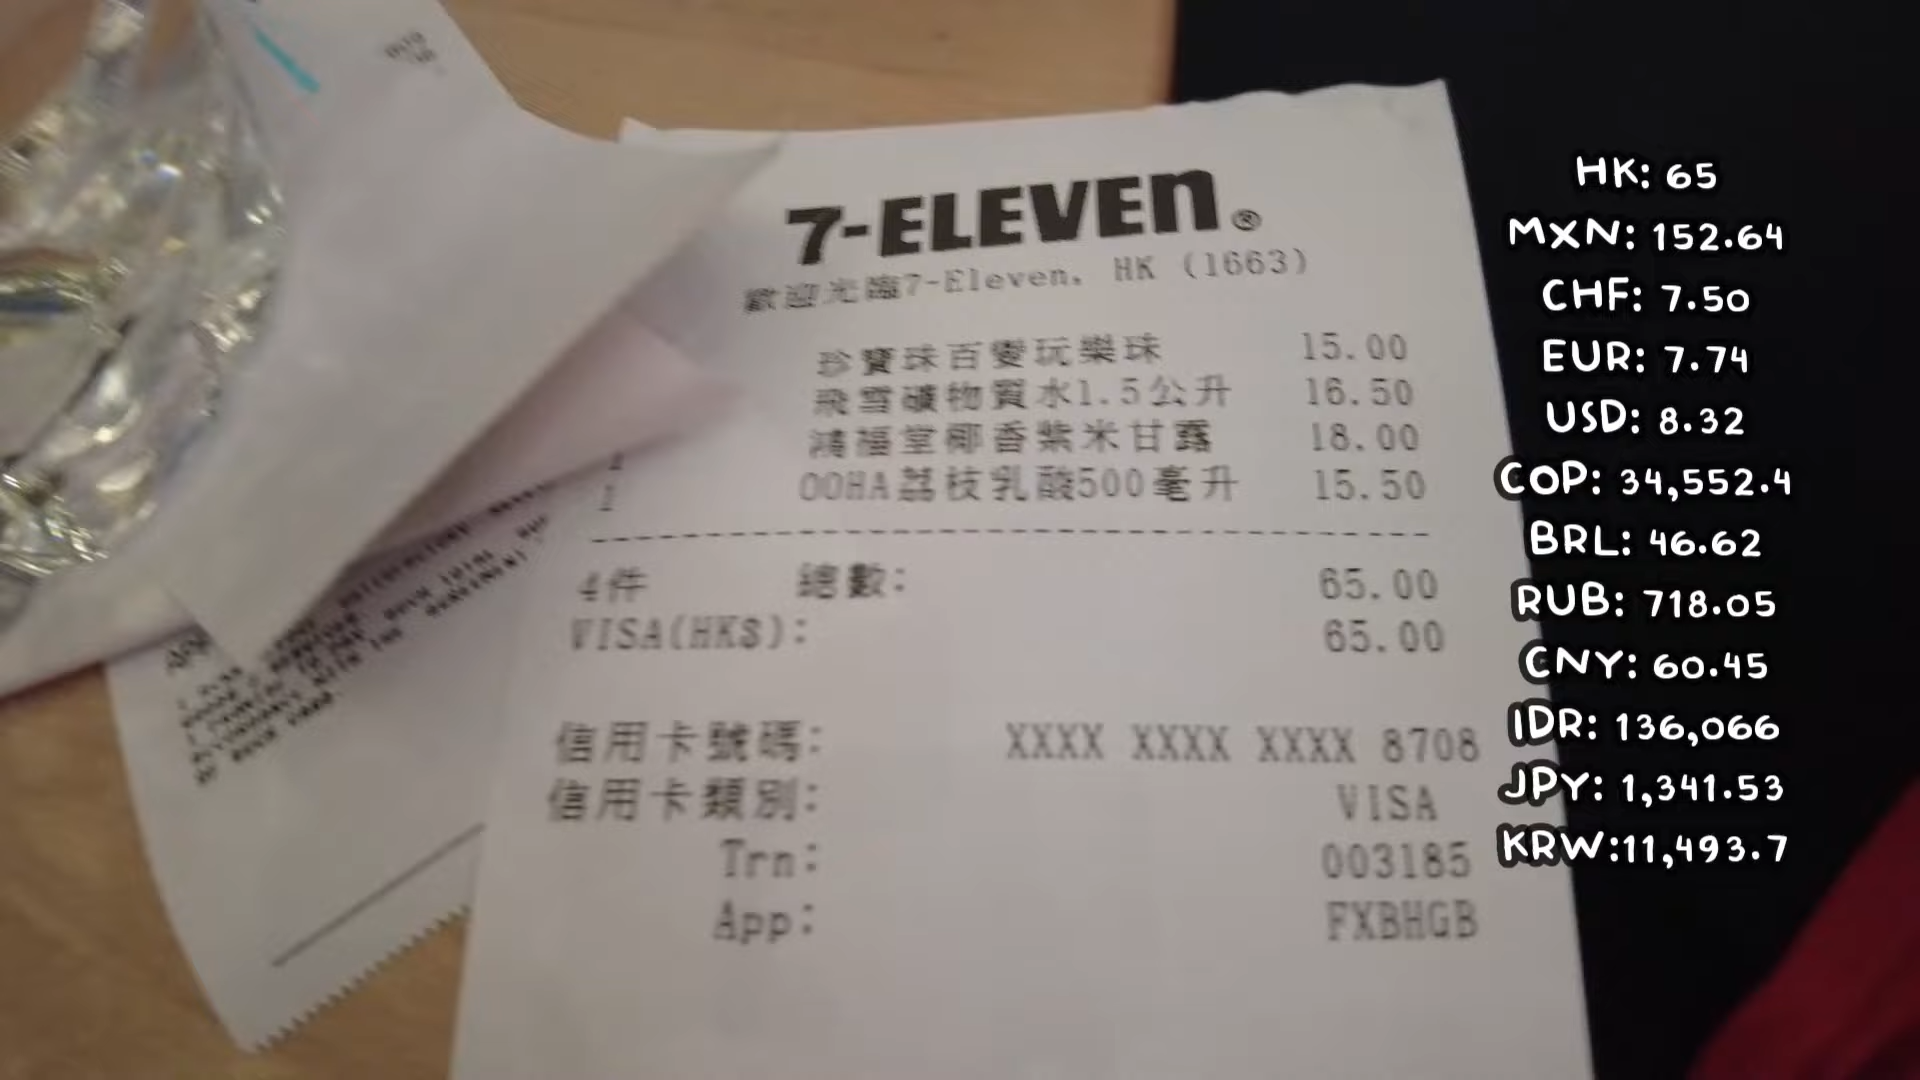 7-ELEVEN®
歡迎光臨7-Eleven. HK (1663)
珍寶珠百變玩樂珠 15.00
飛雪礦物質水1.5公升 16.50
鴻福堂椰香紫米甘露 18.00
1 OOHA荔枝乳酸500毫升 15.50
4件 總數: 65.00
VISA(HK$): 65.00
信用卡號碼: XXXX XXXX XXXX 8708
信用卡類別: VISA
Trn: 003185
App: FXBHGB
HK: 65
MXN: 152.64
CHF: 7.50
EUR: 7.74
USD: 8.32
COP: 34,552.4
BRL: 46.62
RUB: 718.05
CNY: 60.45
IDR: 136,066
JPY: 1,341.53
KRW:11,493.7